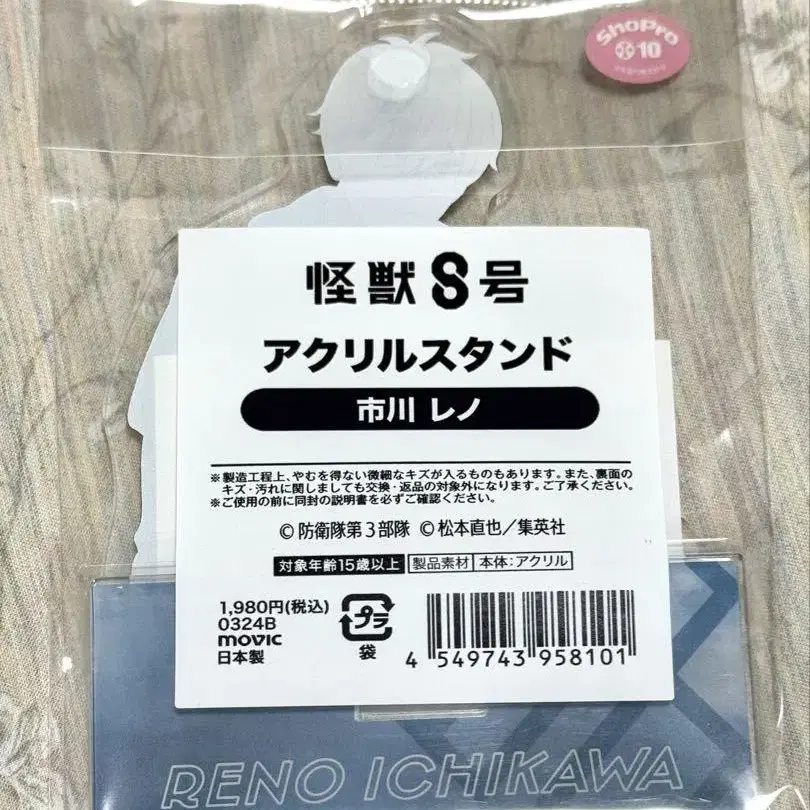 ShoPro
10
怪獣8号
アクリルスタンド
市川 レノ
※製造工程上、やむを得ない微細なキズが入るものもあります。また、裏面の
キズ・汚れに関しましても交換・返品の対象外になります。ご了承ください。
※ご使用の前に同封の説明書を必ずご確認ください。
©防衛隊第3部隊 ©松本直也／集英社
対象年齢15歳以上 製品素材 本体:アクリル
1,980円(税込)
0324B
movic
日本製
プラ
袋
4 549743 958101
RENO ICHIKAWA